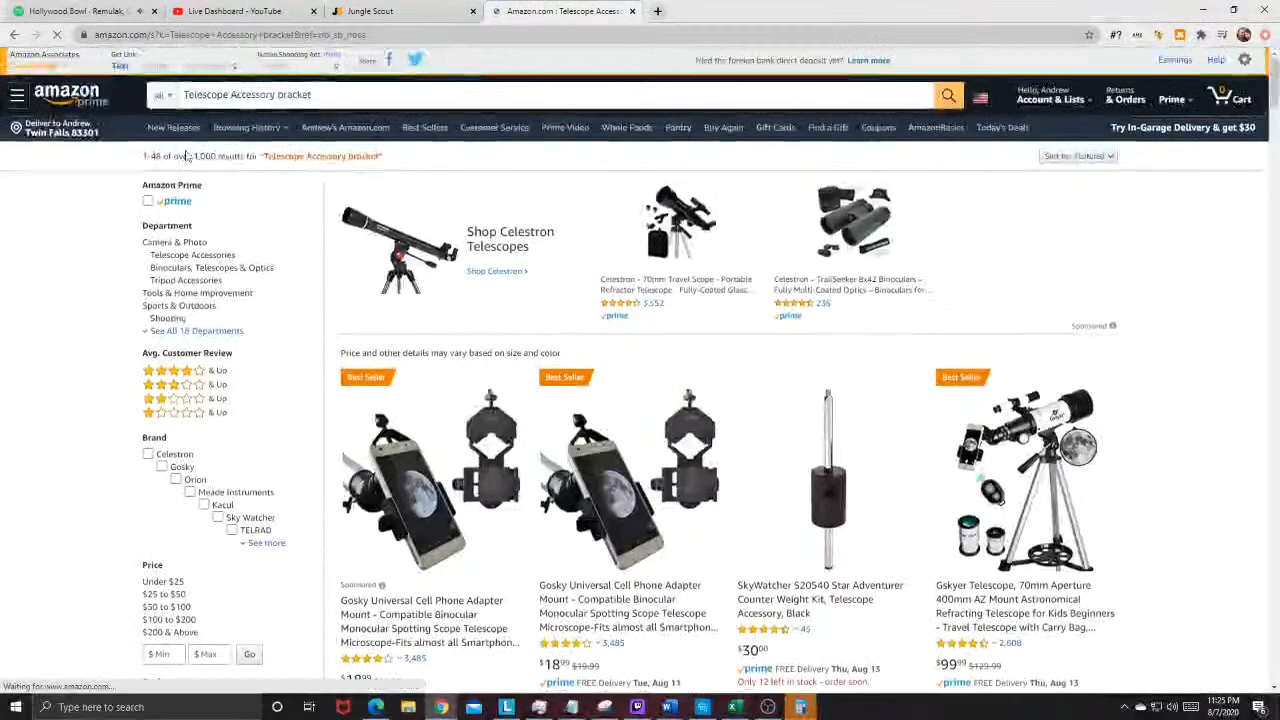 Hollywood Bowl - Remulak,
YouTube
Jungle Scout
Amazon.com: Telescope Access
amazon.com/s?k=Telescope+Accessory+bracket&ref=nb_sb_noss
Amazon Associates
Share
Need the foreign bank direct deposit yet? Learn more
Earnings
Help
amazon prime
All
Telescope Accessory bracket
Hello, Andrew
Account & Lists
Returns
& Orders
Prime
0
Cart
Deliver to Andrew
Twin Falls 83301
New Releases
Browsing History
Andrew's Amazon.com
Best Sellers
Customer Service
Prime Video
Whole Foods
Pantry
Buy Again
Gift Cards
Find a Gift
Coupons
AmazonBasics
Today's Deals
Try In-Garage Delivery & get $30
1-48 of over 1,000 results for "Telescope Accessory bracket"
Sort by: Featured
Amazon Prime
prime
Department
Camera & Photo
Telescope Accessories
Binoculars, Telescopes & Optics
Tripod Accessories
Tools & Home Improvement
Sports & Outdoors
Shooting
See All 18 Departments
Avg. Customer Review
& Up
& Up
& Up
& Up
Brand
Celestron
Gosky
Orion
Meade Instruments
Kacul
Sky Watcher
TELRAD
See more
Price
Under $25
$25 to $50
$50 to $100
$100 to $200
$200 & Above
$ Min
$ Max
Go
Shop Celestron
Telescopes
Shop Celestron ›
Celestron - 70mm Travel Scope - Portable
Refractor Telescope - Fully-Coated Glass...
3,552
prime
Celestron – TrailSeeker 8x42 Binoculars –
Fully Multi-Coated Optics – Binoculars for...
236
prime
Sponsored
Price and other details may vary based on size and color
Best Seller
Sponsored
Gosky Universal Cell Phone Adapter
Mount - Compatible Binocular
Monocular Spotting Scope Telescope
Microscope-Fits almost all Smartphon...
3,485
$1899
Best Seller
Gosky Universal Cell Phone Adapter
Mount - Compatible Binocular
Monocular Spotting Scope Telescope
Microscope-Fits almost all Smartphon...
3,485
$18 99 $19.99
prime FREE Delivery Tue, Aug 11
SkyWatcher S20540 Star Adventurer
Counter Weight Kit, Telescope
Accessory, Black
45
$30 00
prime FREE Delivery Thu, Aug 13
Only 12 left in stock - order soon.
Best Seller
Gskyer Telescope, 70mm Aperture
400mm AZ Mount Astronomical
Refracting Telescope for Kids Beginners
- Travel Telescope with Carry Bag,...
2,608
$99 99 $129.99
prime FREE Delivery Thu, Aug 13
Waiting for www.amazon.com...
Type here to search
11:25 PM
8/7/2020